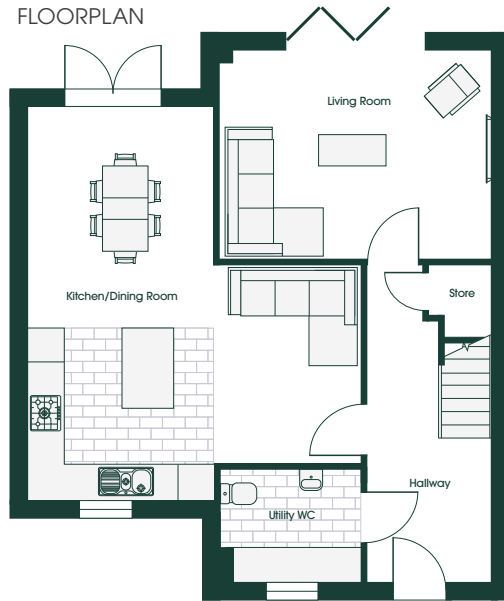 FLOORPLAN
Living Room
Kitchen/Dining Room
Store
Hallway
Utility WC